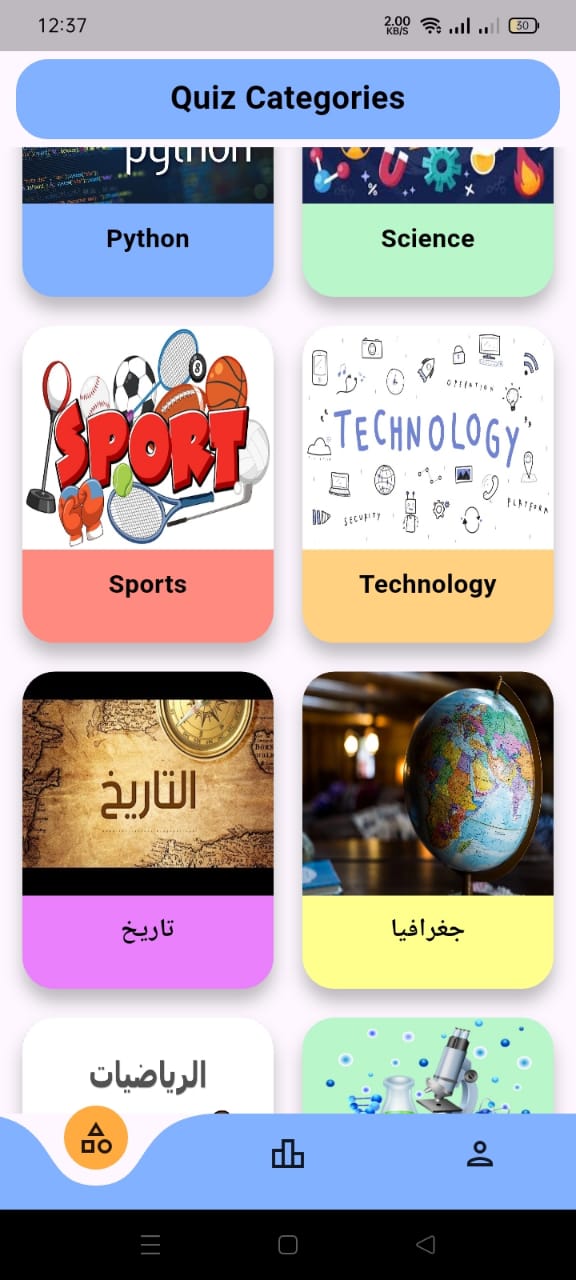 12:37
2.00
KB/S
30
Quiz Categories
python
Python
Science
SPORT
8
Sports
OPERATION
TECHNOLOGY
SECURITY
PLATFORM
Technology
التاريخ
تاريخ
جغرافيا
الرياضيات